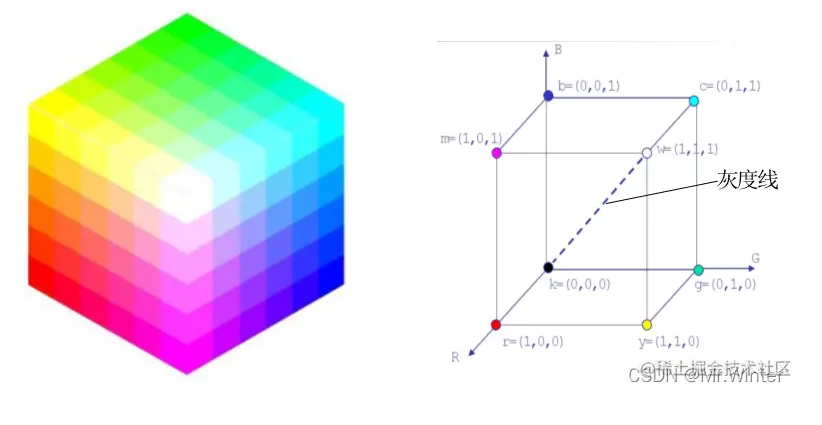 B
b=(0,0,1)
c=(0,1,1)
m=(1,0,1)
w=(1,1,1)
灰度线
G
k=(0,0,0)
g=(0,1,0)
r=(1,0,0)
y=(1,1,0)
R
@稀土掘金技术社区
CSDN @Mr.Winter